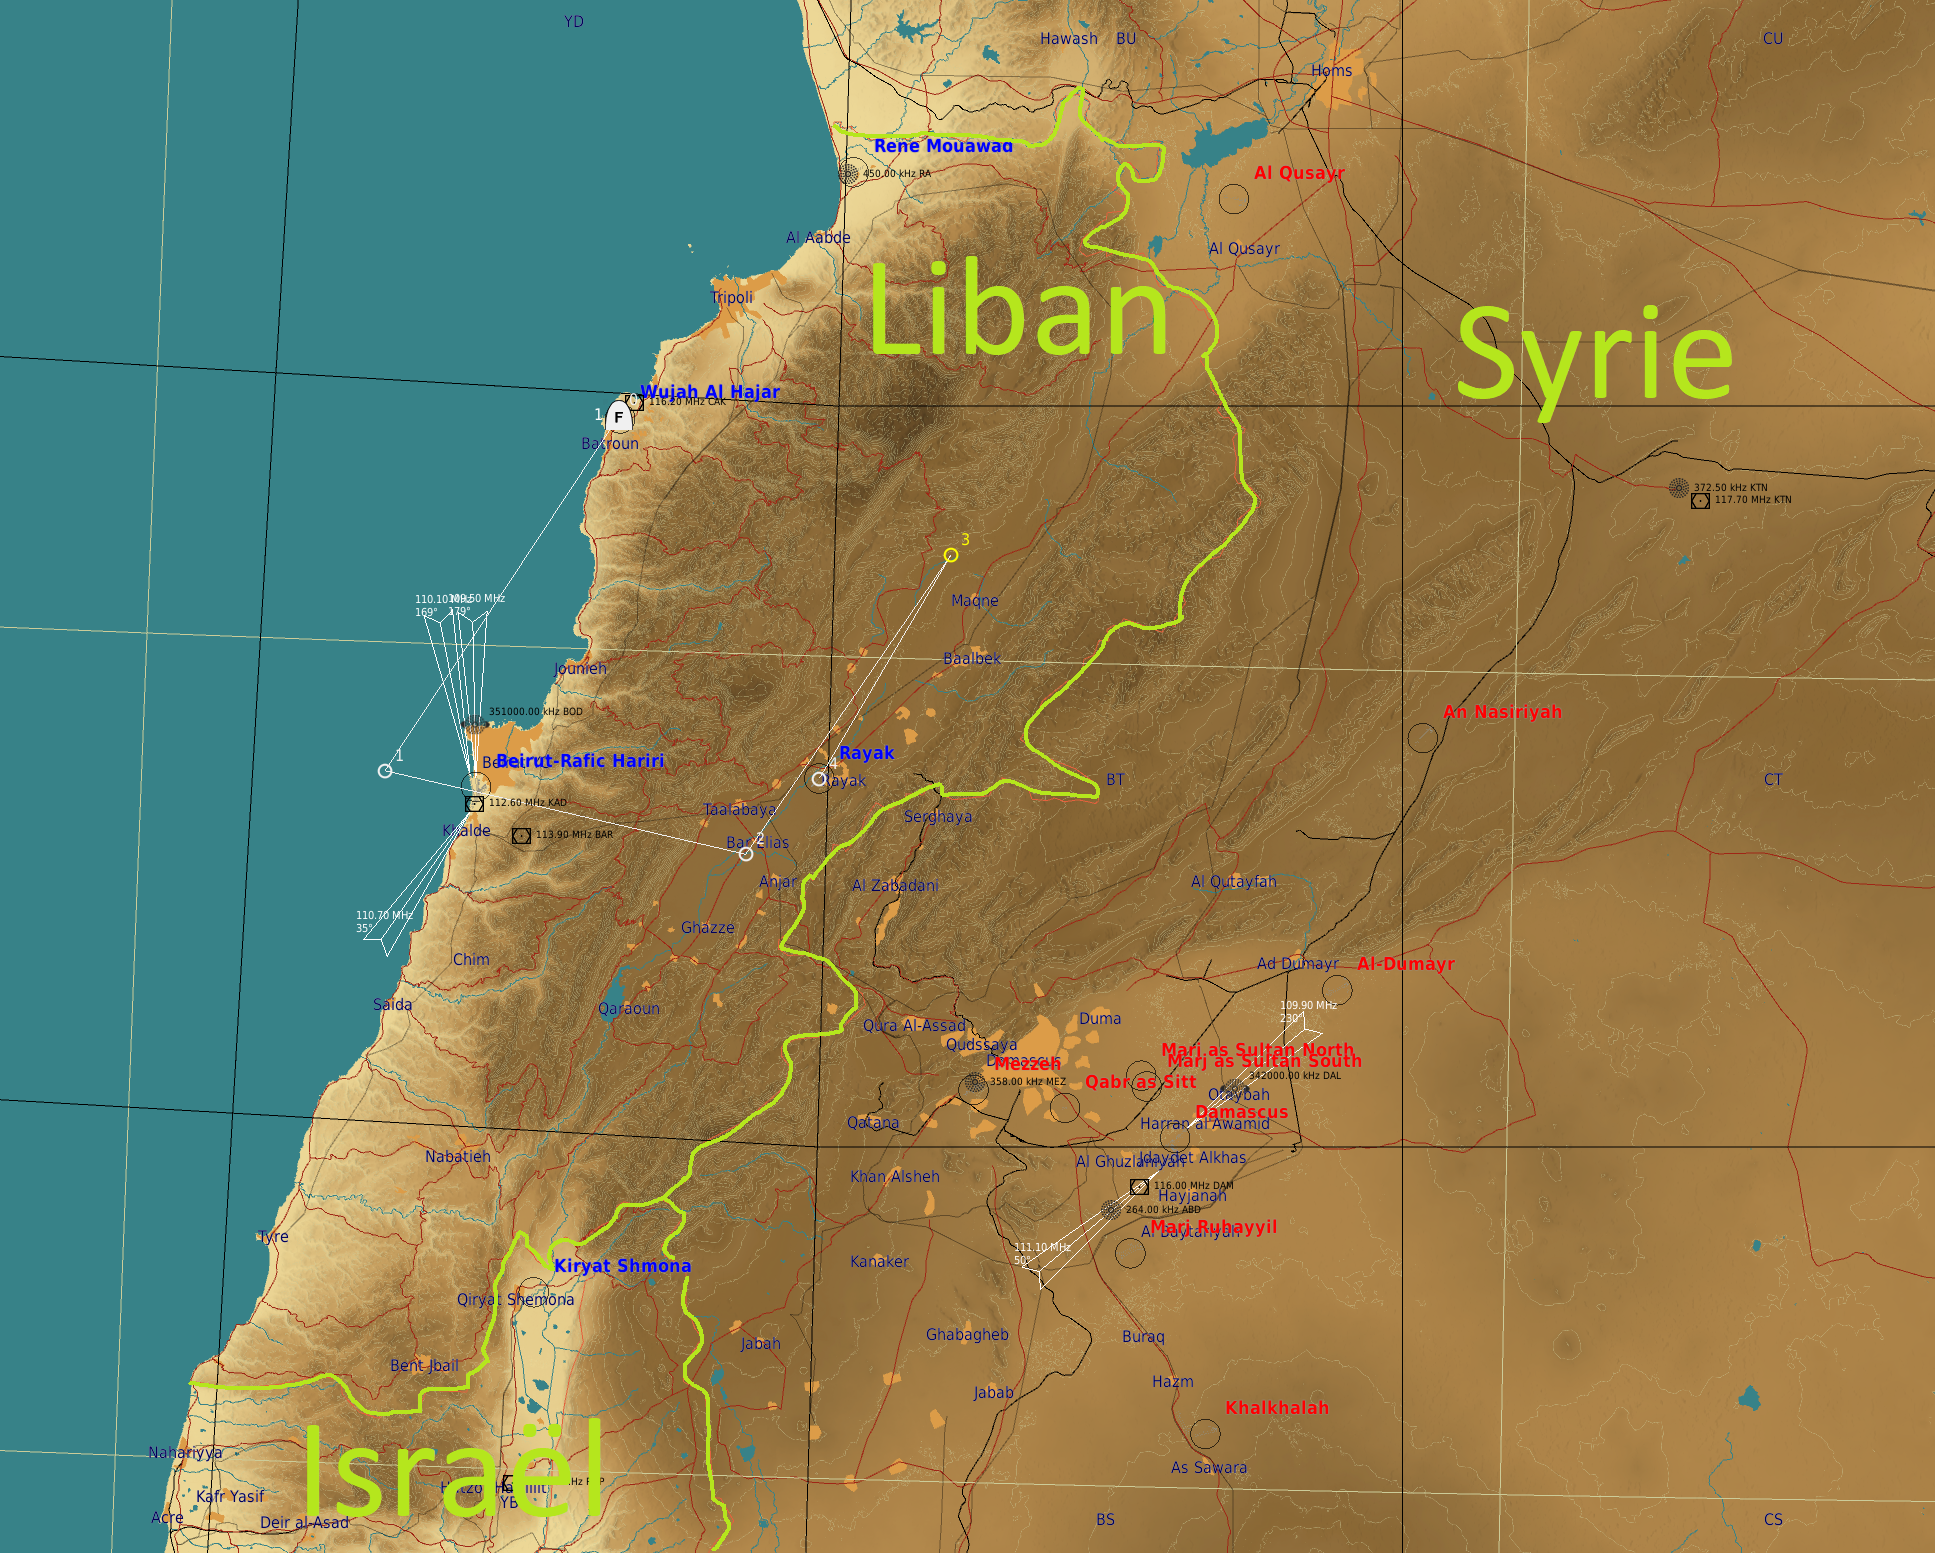 YD
Hawash
BU
CU
Homs
Rene Mouawad
450.00 kHz RA
Al Qusayr
Al Aabde
Al Qusayr
Tripoli
Liban
Syrie
Wujah Al Hajar
116.20 MHz CAK
1
F
Batroun
372.50 kHz KTN
117.70 MHz KTN
3
Maqne
110.10 MHz
169°
109.50 MHz
179°
Jounieh
Baalbek
351000.00 kHz BOD
An Nasiriyah
1
Beirut-Rafic Hariri
Rayak
4
Rayak
BT
CT
112.60 MHz KAD
Taalabaya
Serghaya
Khalde
113.90 MHz BAR
Bar Elias
2
Anjar
Al Zabadani
Al Qutayfah
110.70 MHz
35°
Ghazze
Chim
Ad Dumayr
Al-Dumayr
Saida
Qaraoun
109.90 MHz
230°
Qura Al-Assad
Duma
Qudssaya
Damascus
Mezzeh
Marj as Sultan North
Marj as Sultan South
358.00 kHz MEZ
Qabr as Sitt
342000.00 kHz DAL
Otaybah
Damascus
Qatana
Harran al Awamid
Nabatieh
Al Ghuzlaniyah
Jdaydet Alkhas
Khan Alsheh
116.00 MHz DAM
Hayjanah
264.00 kHz ABD
Marj Ruhayyil
Al Baytariyah
Tyre
111.10 MHz
50°
Kiryat Shmona
Kanaker
Qiryat Shemona
Ghabagheb
Buraq
Jabah
Bent Jbail
Hazm
Jabab
Khalkhalah
Israël
Nahariyya
As Sawara
Kafr Yasif
Acre
Deir al-Asad
BS
CS